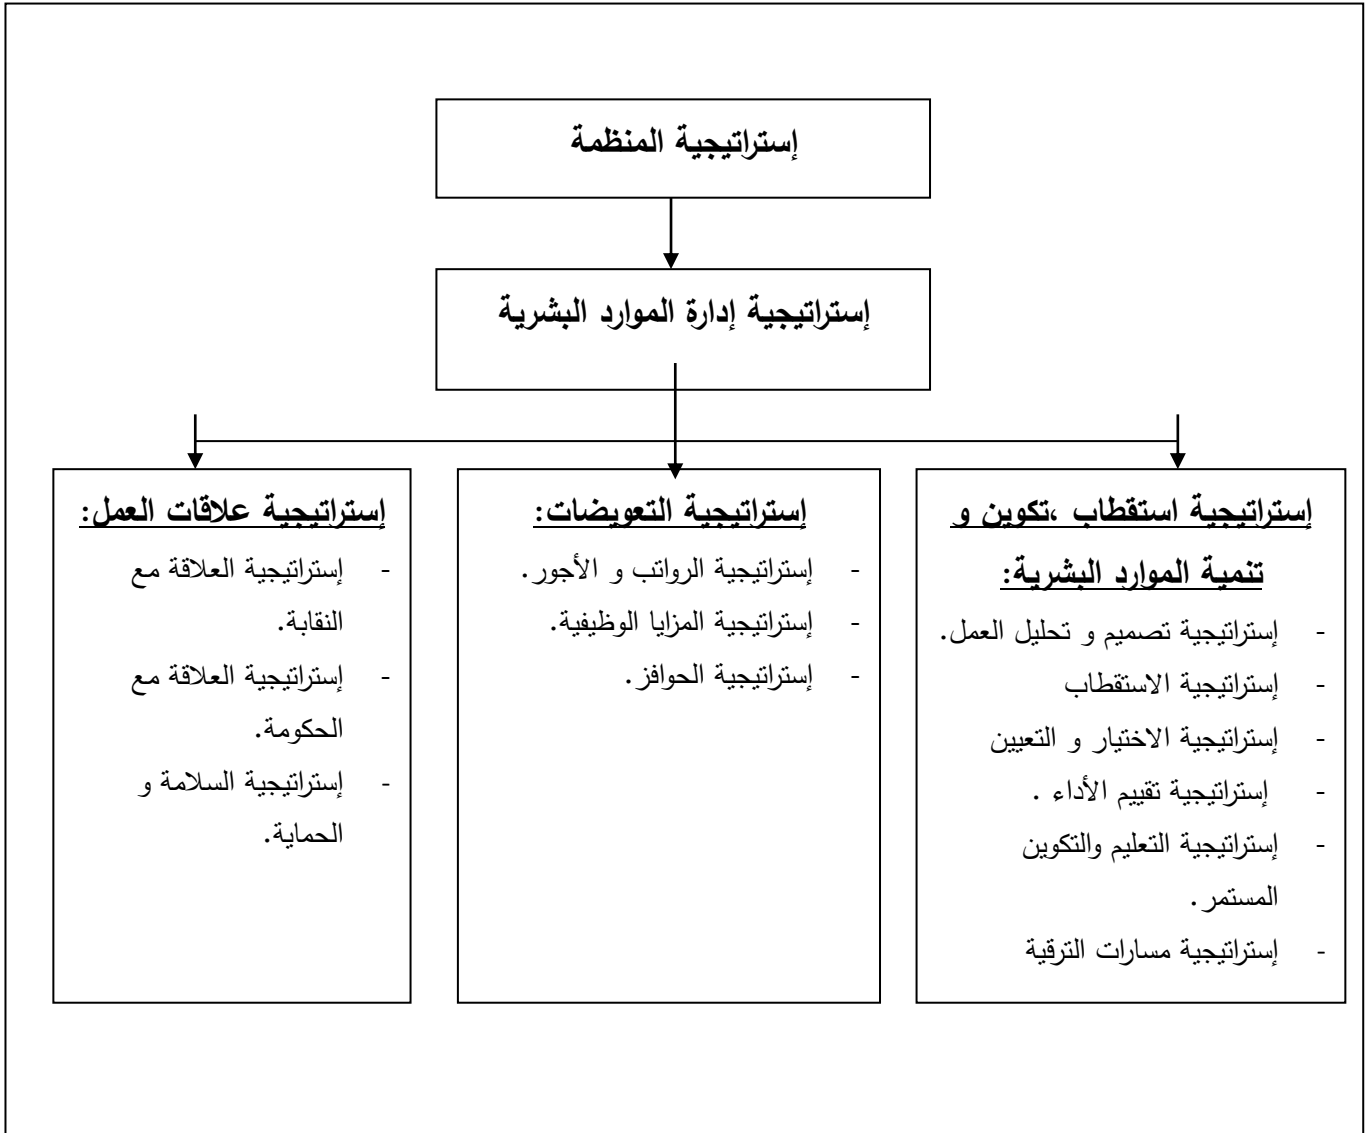 إستراتيجية المنظمة
إستراتيجية إدارة الموارد البشرية
إستراتيجية استقطاب ،تكوين و
تنمية الموارد البشرية:
- إستراتيجية تصميم و تحليل العمل.
- إستراتيجية الاستقطاب
- إستراتيجية الاختيار و التعيين
- إستراتيجية تقييم الأداء .
- إستراتيجية التعليم والتكوين
المستمر.
- إستراتيجية مسارات الترقية
إستراتيجية التعويضات:
- إستراتيجية الرواتب و الأجور.
- إستراتيجية المزايا الوظيفية.
- إستراتيجية الحوافز.
إستراتيجية علاقات العمل:
- إستراتيجية العلاقة مع
النقابة.
- إستراتيجية العلاقة مع
الحكومة.
- إستراتيجية السلامة و
الحماية.